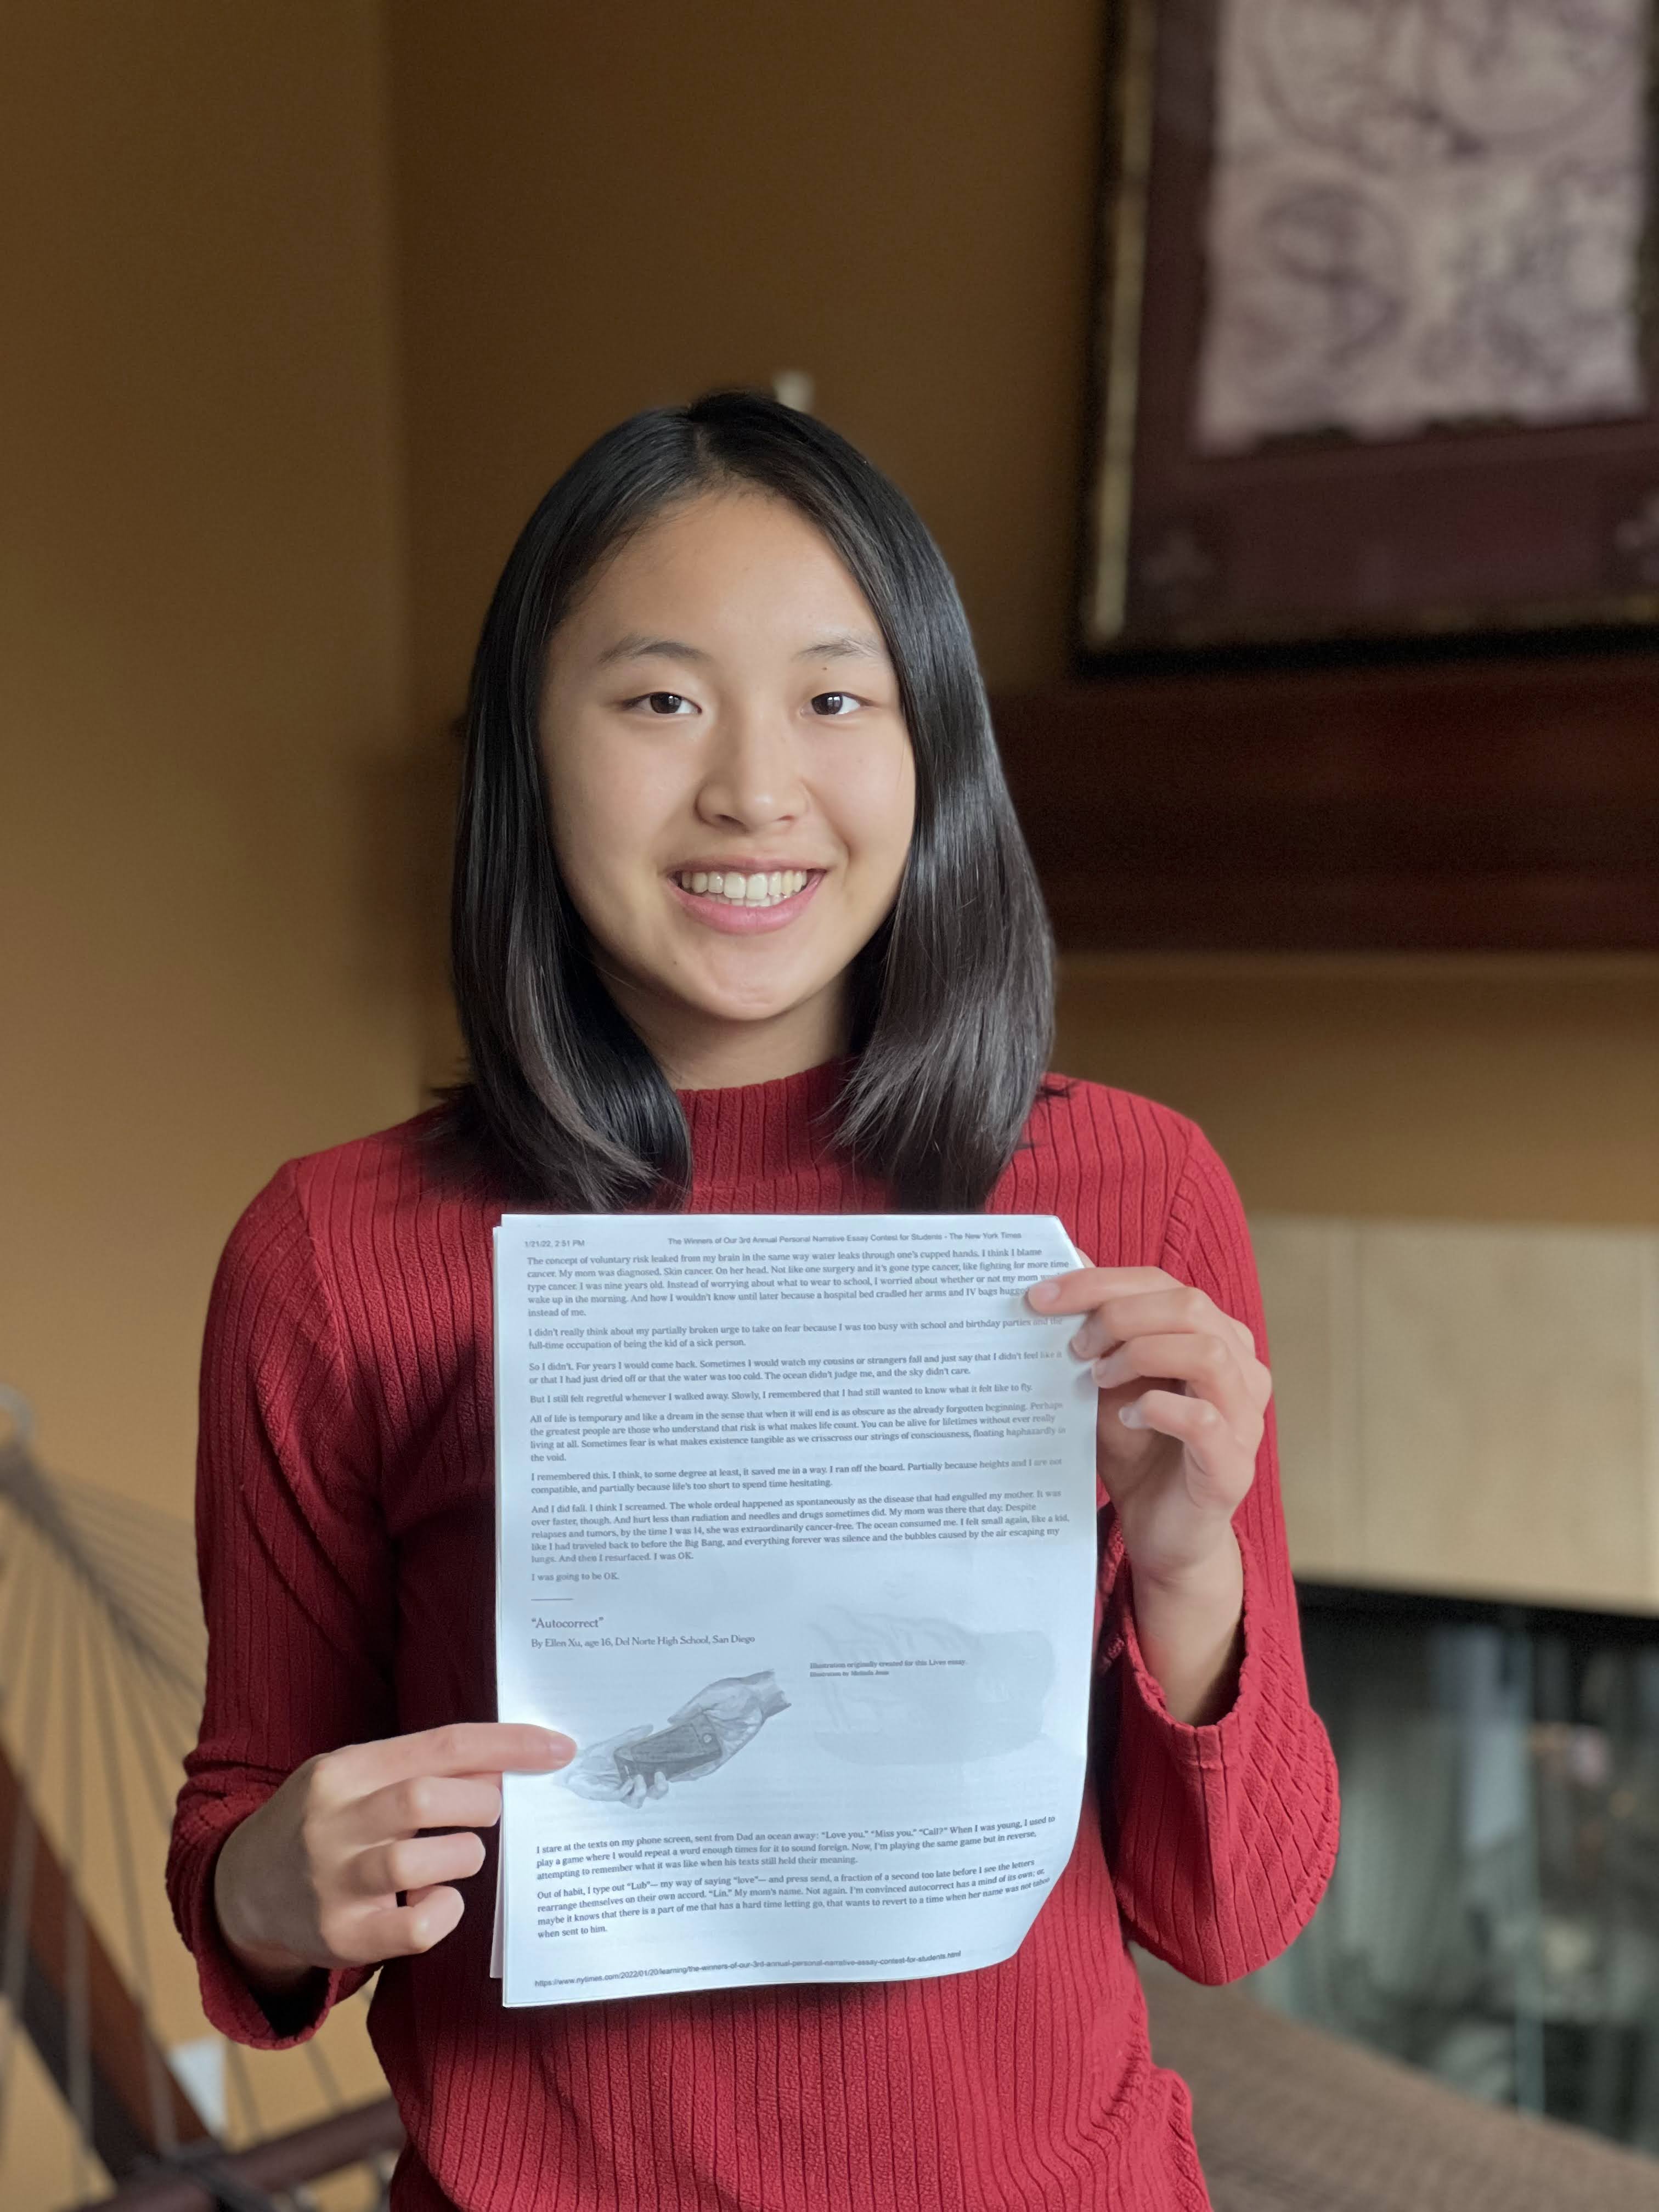 1/21/22, 2:51 PM The Winners of Our 3rd Annual Personal Narrative Essay Contest for Students - The New York Times
The concept of voluntary risk leaked from my brain in the same way water leaks through one's cupped hands. I think I blame
cancer. My mom was diagnosed. Skin cancer. On her head. Not like one surgery and it's gone type cancer, like fighting for more time
type cancer. I was nine years old. Instead of worrying about what to wear to school, I worried about whether or not my mom
wake up in the morning. And how I wouldn't know until later because a hospital bed cradled her arms and IV bags
instead of me.
I didn't really think about my partially broken urge to take on fear because I was too busy with school and birthday parties and the
full-time occupation of being the kid of a sick person.
So I didn't. For years I would come back. Sometimes I would watch my cousins or strangers fall and just say that I didn't feel like it
or that I had just dried off or that the water was too cold. The ocean didn't judge me, and the sky didn't care.
But I still felt regretful whenever I walked away. Slowly, I remembered that I had still wanted to know what it felt like to fly.
All of life is temporary and like a dream in the sense that when it will end is as obscure as the already forgotten beginning. Perhaps
the greatest people are those who understand that risk is what makes life count. You can be alive for lifetimes without ever really
living at all. Sometimes fear is what makes existence tangible as we crisscross our strings of consciousness, floating haphazardly in
the void.
I remembered this. I think, to some degree at least, it saved me in a way. I ran off the board. Partially because heights and I are not
compatible, and partially because life's too short to spend time hesitating.
And I did fall. I think I screamed. The whole ordeal happened as spontaneously as the disease that had engulfed my mother. It was
over faster, though. And hurt less than radiation and needles and drugs sometimes did. My mom was there that day. Despite
relapses and tumors, by the time I was 14, she was extraordinarily cancer-free. The ocean consumed me. I felt small again, like a kid,
like I had traveled back to before the Big Bang, and everything forever was silence and the bubbles caused by the air escaping my
lungs. And then I resurfaced. I was OK.
I was going to be OK.
"Autocorrect"
By Ellen Xu, age 16, Del Norte High School, San Diego
Illustration originally created for this Lives essay.
Illustration by Melinda Josie
I stare at the texts on my phone screen, sent from Dad an ocean away: "Love you." "Miss you." "Call?" When I was young, I used to
play a game where I would repeat a word enough times for it to sound foreign. Now, I'm playing the same game but in reverse,
attempting to remember what it was like when his texts still held their meaning.
Out of habit, I type out "Lub"— my way of saying "love"— and press send, a fraction of a second too late before I see the letters
rearrange themselves on their own accord. "Lin." My mom's name. Not again. I'm convinced autocorrect has a mind of its own; or,
maybe it knows that there is a part of me that has a hard time letting go, that wants to revert to a time when her name was not taboo
when sent to him.
https://www.nytimes.com/2022/01/20/learning/the-winners-of-our-3rd-annual-personal-narrative-essay-contest-for-students.html